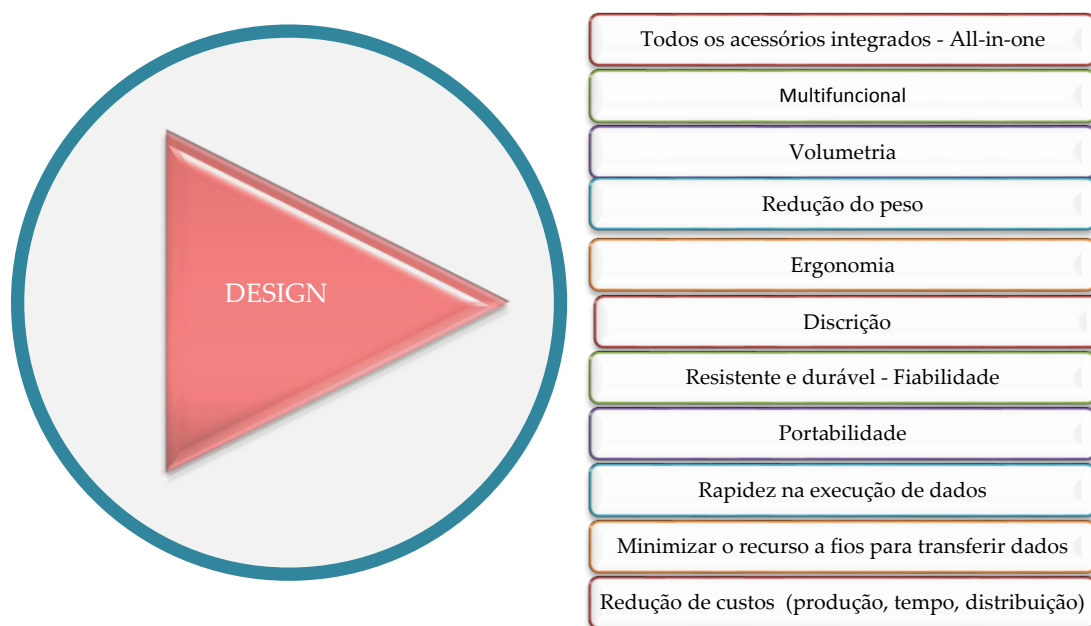 DESIGN
Todos os acessórios integrados - All-in-one
Multifuncional
Volumetria
Redução do peso
Ergonomia
Discrição
Resistente e durável - Fiabilidade
Portabilidade
Rapidez na execução de dados
Minimizar o recurso a fios para transferir dados
Redução de custos  (produção, tempo, distribuição)